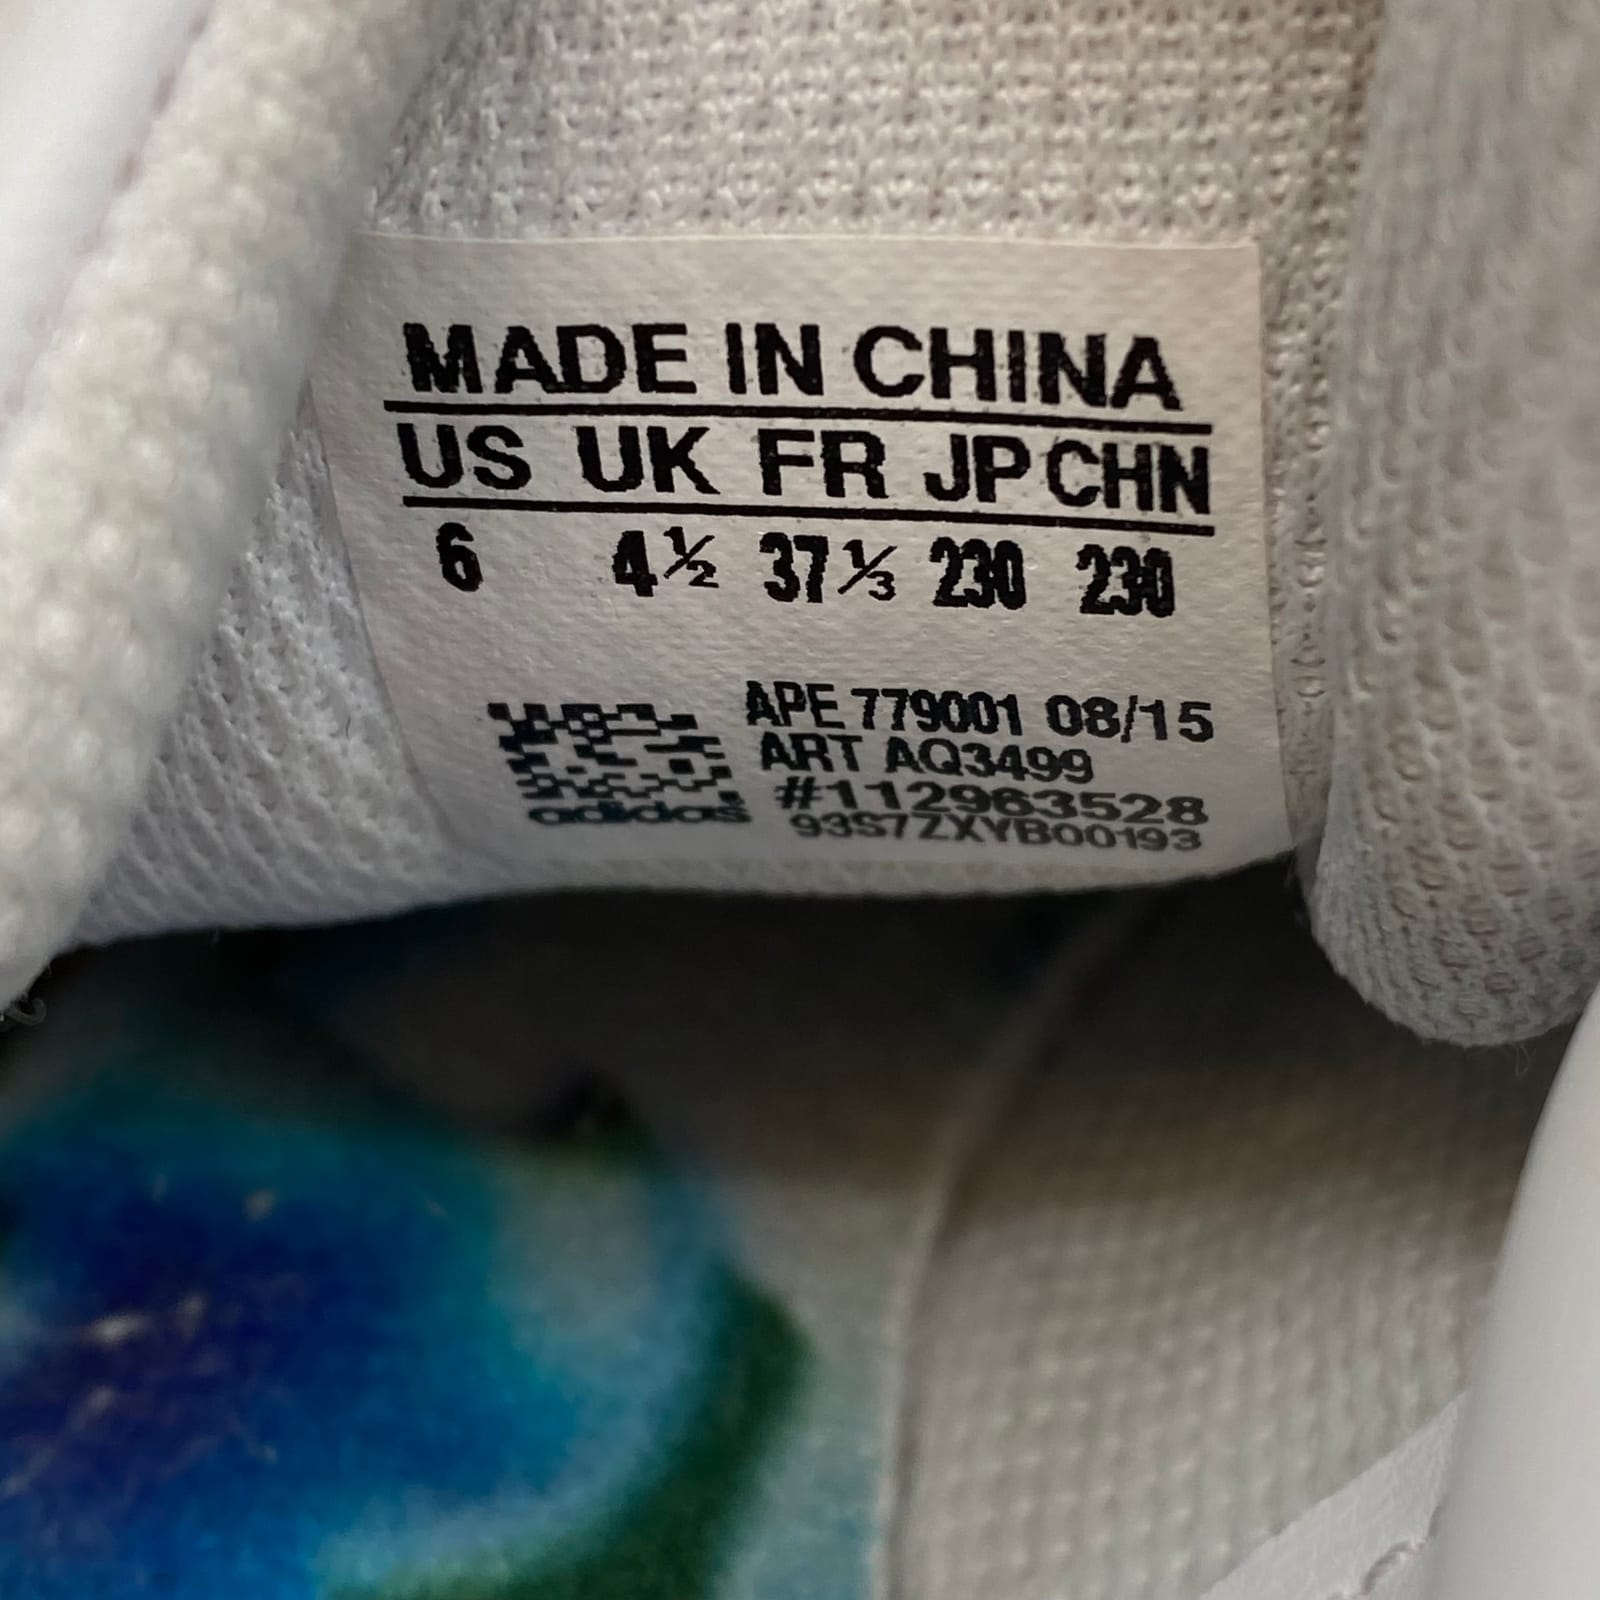 MADE IN CHINA
US UK FR JP CHN
6 4½ 37⅓ 230 230
APE 779001 08/15
ART AQ3499
#112963528
93S7ZXYB00193
adidas